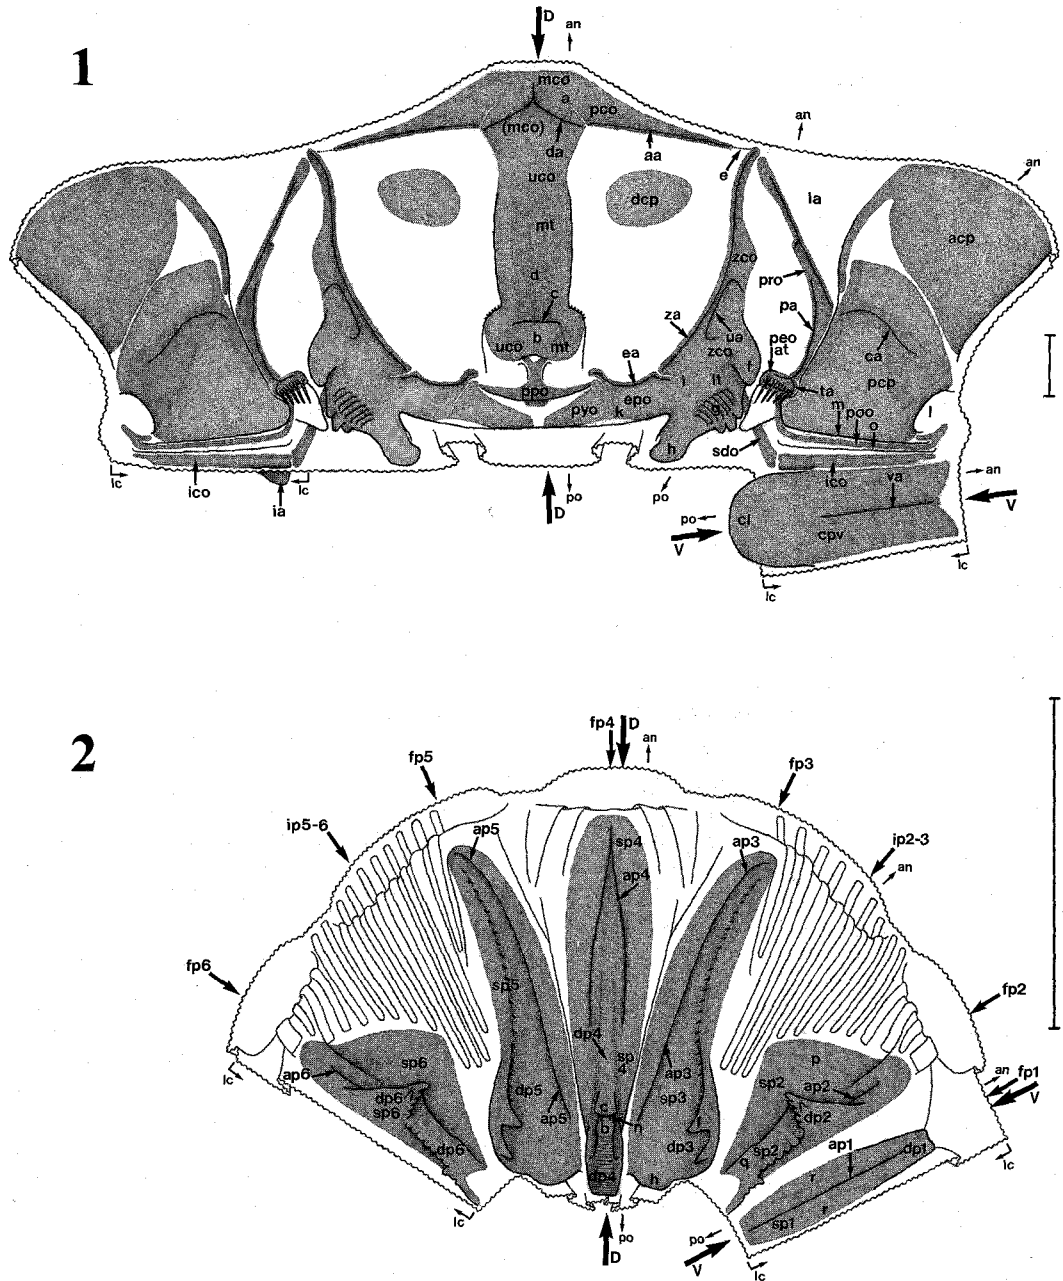 1
D
an
mco
a
pco
(mco)
da
aa
e
an
an
uco
dcp
ia
mt
acp
zco
d
pro
c
pa
za
ua
b
uco
mt
ea
zco
f
peo
at
ca
ppo
i
h
ta
pcp
epo
pyo
k
g
m
poo
o
l
h
sdo
lc
ico
lc
ia
po
D
po
ico
va
an
V
po
V
cl
cpv
lc
lc
2
fp4
D
an
fp5
fp3
ip5-6
ap5
sp4
ap3
ip2-3
an
ap4
fp6
sp5
fp2
dp4
sp
4
ap6
sp6
p
sp2
ap2
an
fp1
V
lc
dp6
sp6
dp5
ap5
ap3
sp3
r
dp2
c
b
n
ap1
dp6
dp3
sp2
q
dp1
lc
dp4
h
r
r
sp1
lc
D
po
po
V
lc